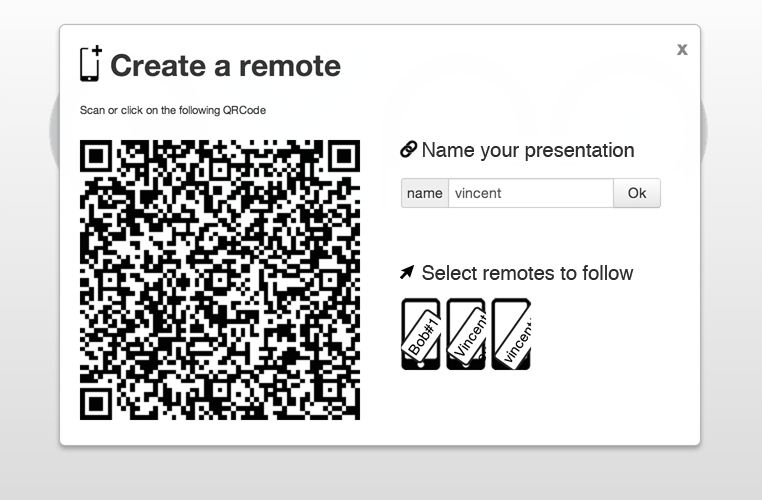 Create a remote
x
Scan or click on the following QRCode
Name your presentation
name vincent Ok
Select remotes to follow
Bob#1
Vincent
vincent